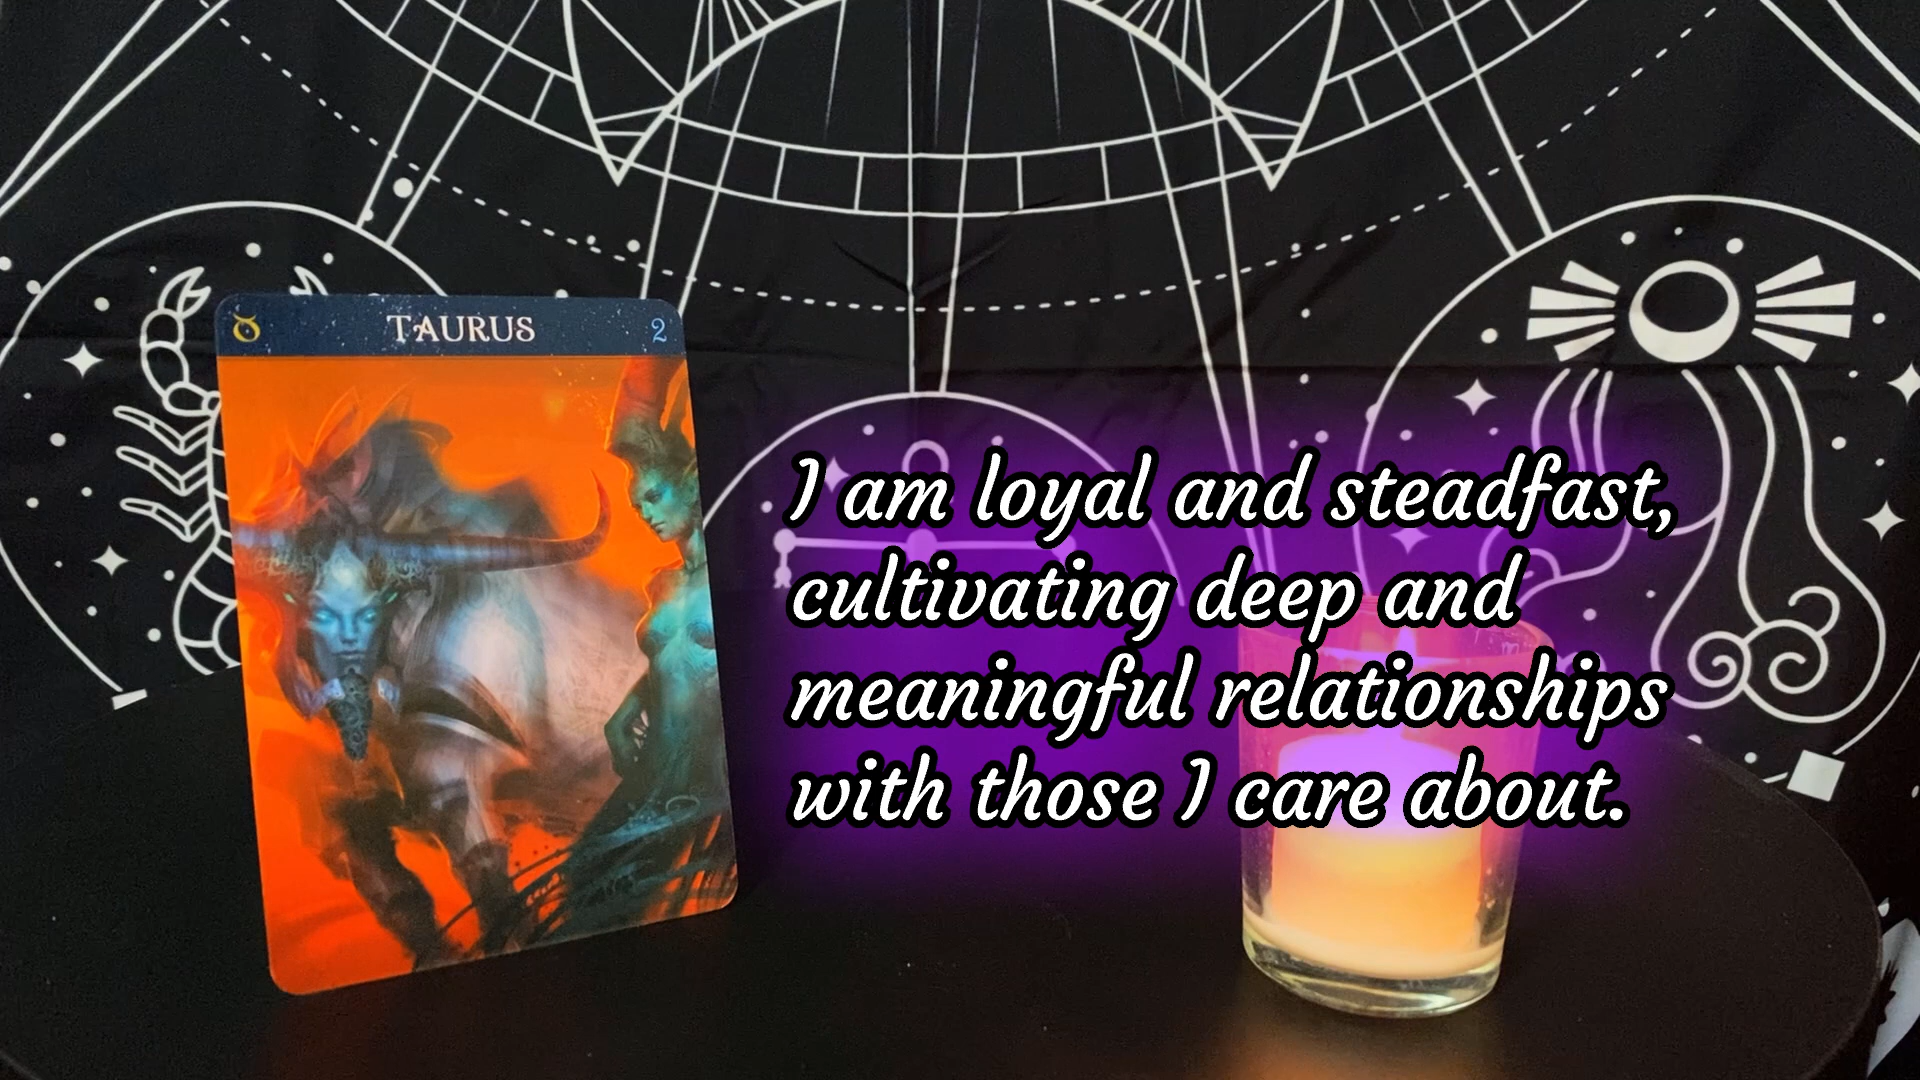 TAURUS 2
I am loyal and steadfast,
cultivating deep and
meaningful relationships
with those I care about.